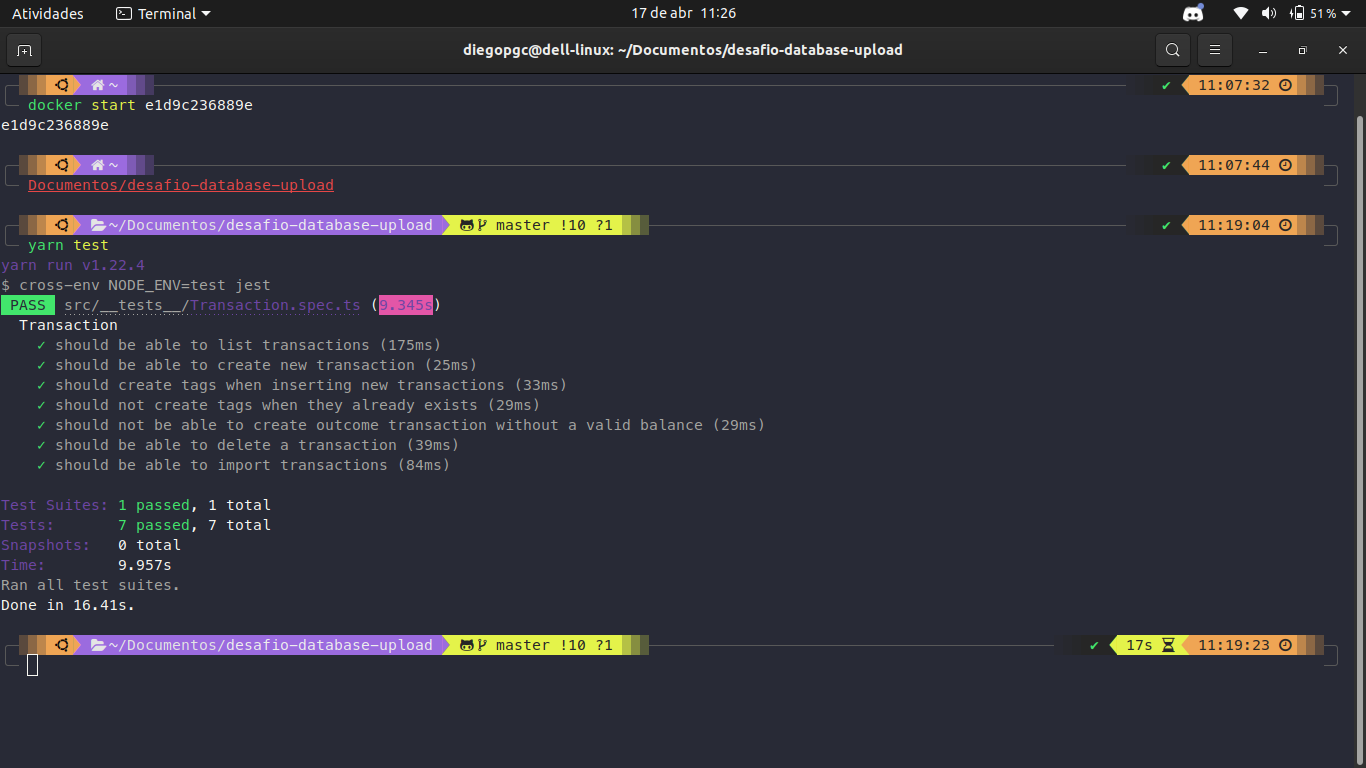 Atividades Terminal 17 de abr 11:26 51 %
diegopgc@dell-linux: ~/Documentos/desafio-database-upload
~ ✔ 11:07:32
docker start e1d9c236889e
e1d9c236889e
~ ✔ 11:07:44
Documentos/desafio-database-upload
~/Documentos/desafio-database-upload master !10 ?1 ✔ 11:19:04
yarn test
yarn run v1.22.4
$ cross-env NODE_ENV=test jest
PASS src/__tests__/Transaction.spec.ts (9.345s)
Transaction
✓ should be able to list transactions (175ms)
✓ should be able to create new transaction (25ms)
✓ should create tags when inserting new transactions (33ms)
✓ should not create tags when they already exists (29ms)
✓ should not be able to create outcome transaction without a valid balance (29ms)
✓ should be able to delete a transaction (39ms)
✓ should be able to import transactions (84ms)
Test Suites: 1 passed, 1 total
Tests: 7 passed, 7 total
Snapshots: 0 total
Time: 9.957s
Ran all test suites.
Done in 16.41s.
~/Documentos/desafio-database-upload master !10 ?1 ✔ 17s 11:19:23